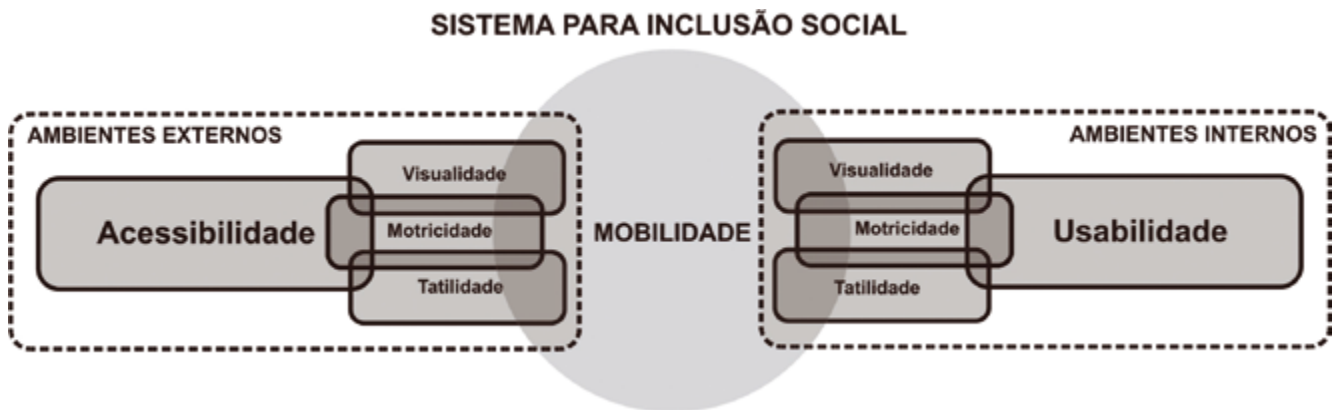 SISTEMA PARA INCLUSÃO SOCIAL
AMBIENTES EXTERNOS
Visualidade
Acessibilidade
Motricidade
Tatilidade
MOBILIDADE
AMBIENTES INTERNOS
Visualidade
Motricidade
Usabilidade
Tatilidade